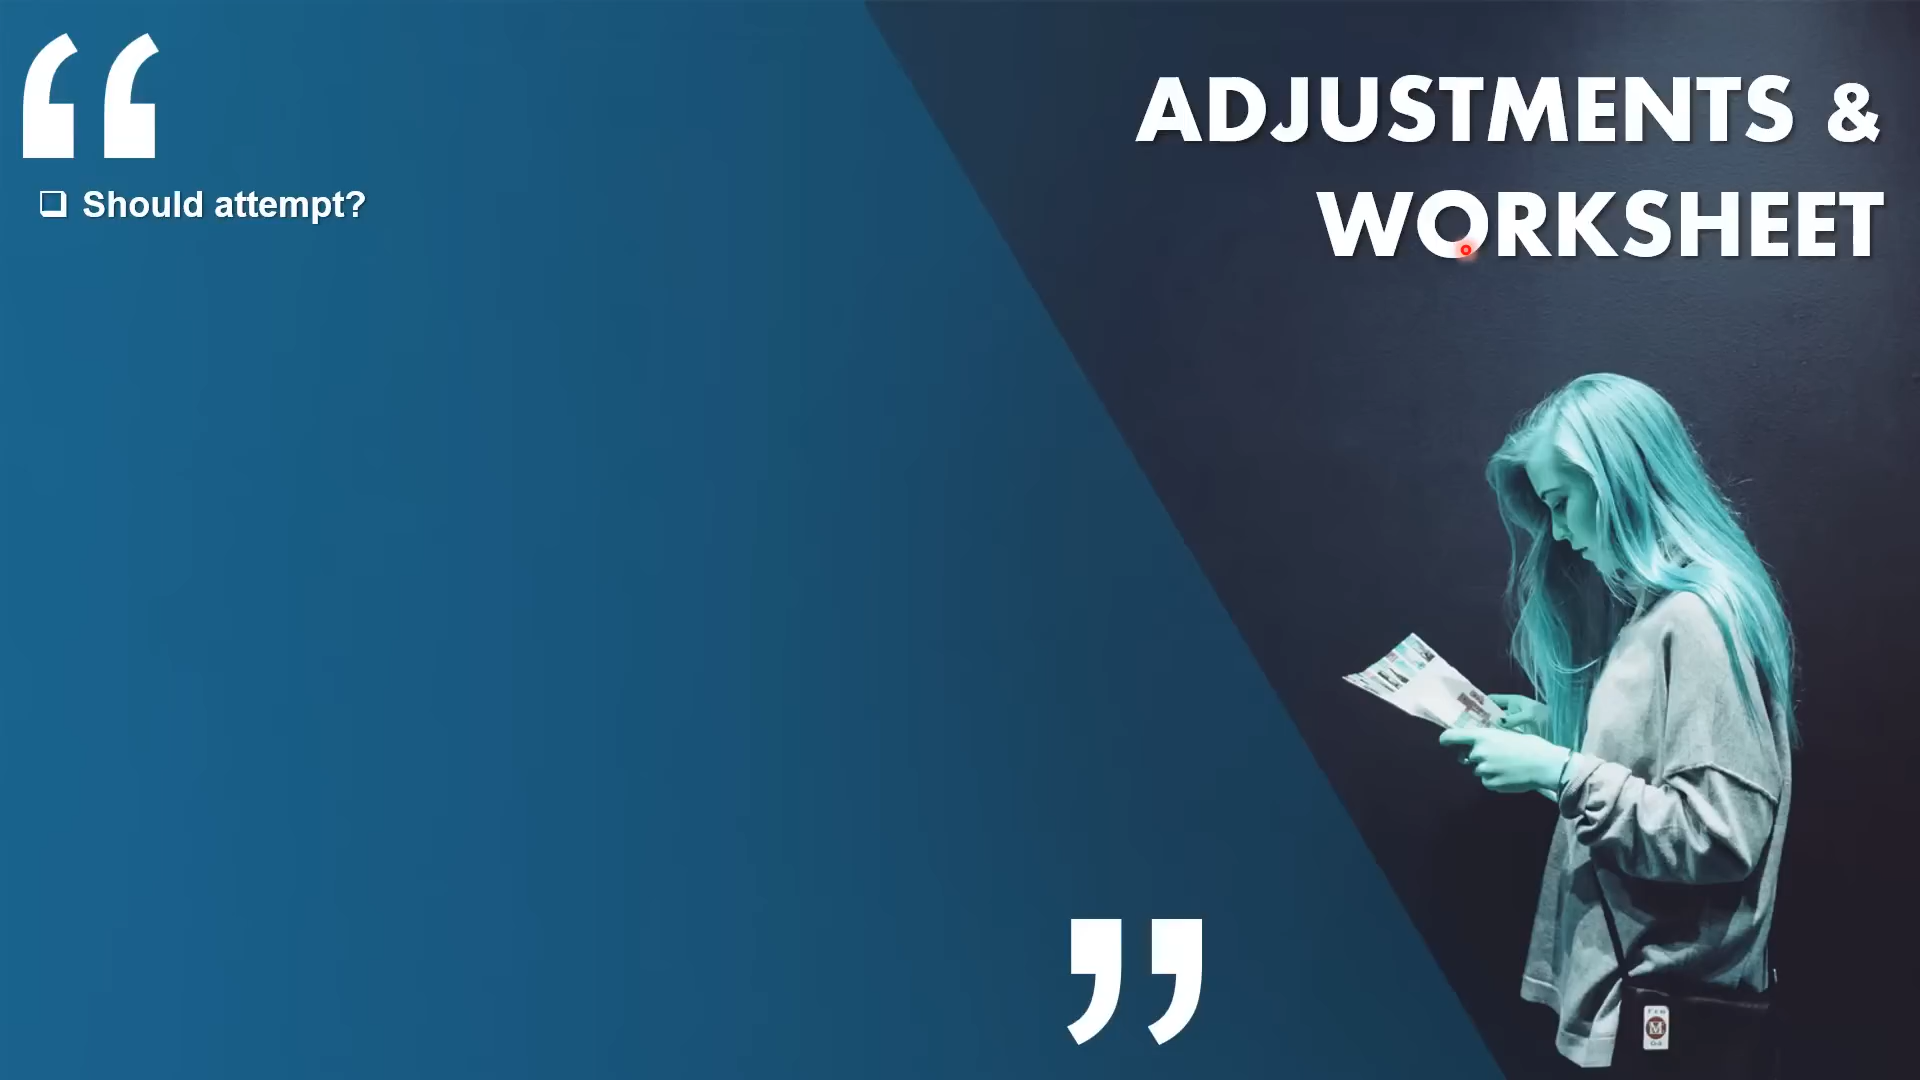 “
Should attempt?
ADJUSTMENTS &
WORKSHEET
M
”